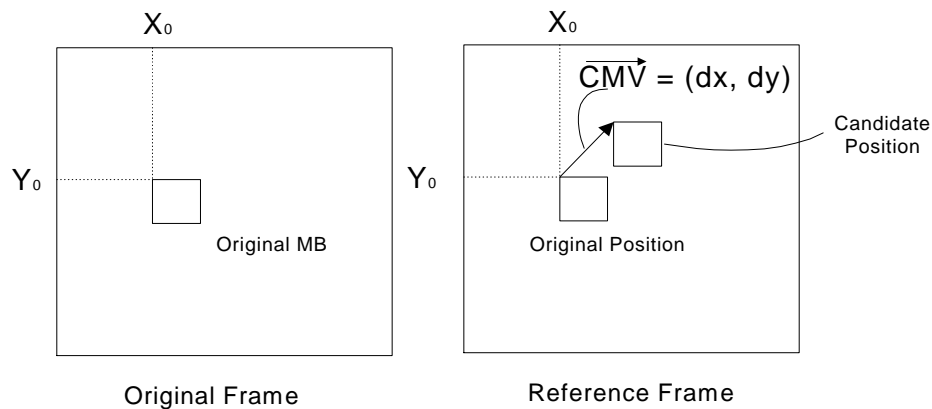 X₀
Y₀
Original MB
Original Frame
X₀
CMV = (dx, dy)
Candidate
Position
Y₀
Original Position
Reference Frame